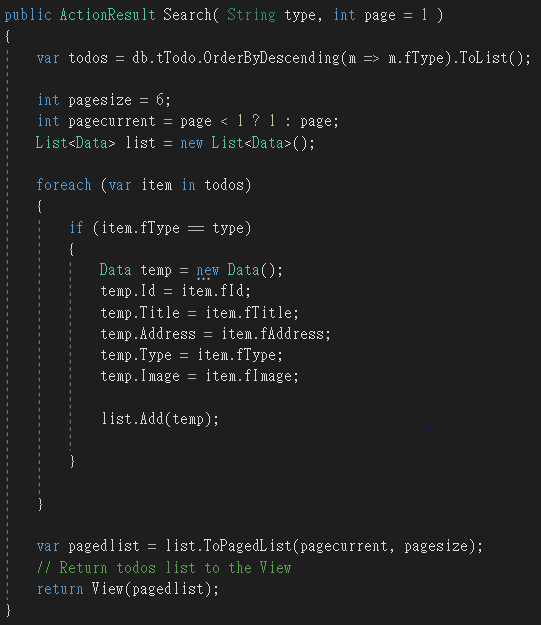 public ActionResult Search( String type, int page = 1 )
{
var todos = db.tTodo.OrderByDescending(m => m.fType).ToList();
int pagesize = 6;
int pagecurrent = page < 1 ? 1 : page;
List<Data> list = new List<Data>();
foreach (var item in todos)
{
if (item.fType == type)
{
Data temp = new Data();
temp.Id = item.fId;
temp.Title = item.fTitle;
temp.Address = item.fAddress;
temp.Type = item.fType;
temp.Image = item.fImage;
list.Add(temp);
}
}
var pagedlist = list.ToPagedList(pagecurrent, pagesize);
// Return todos list to the View
return View(pagedlist);
}